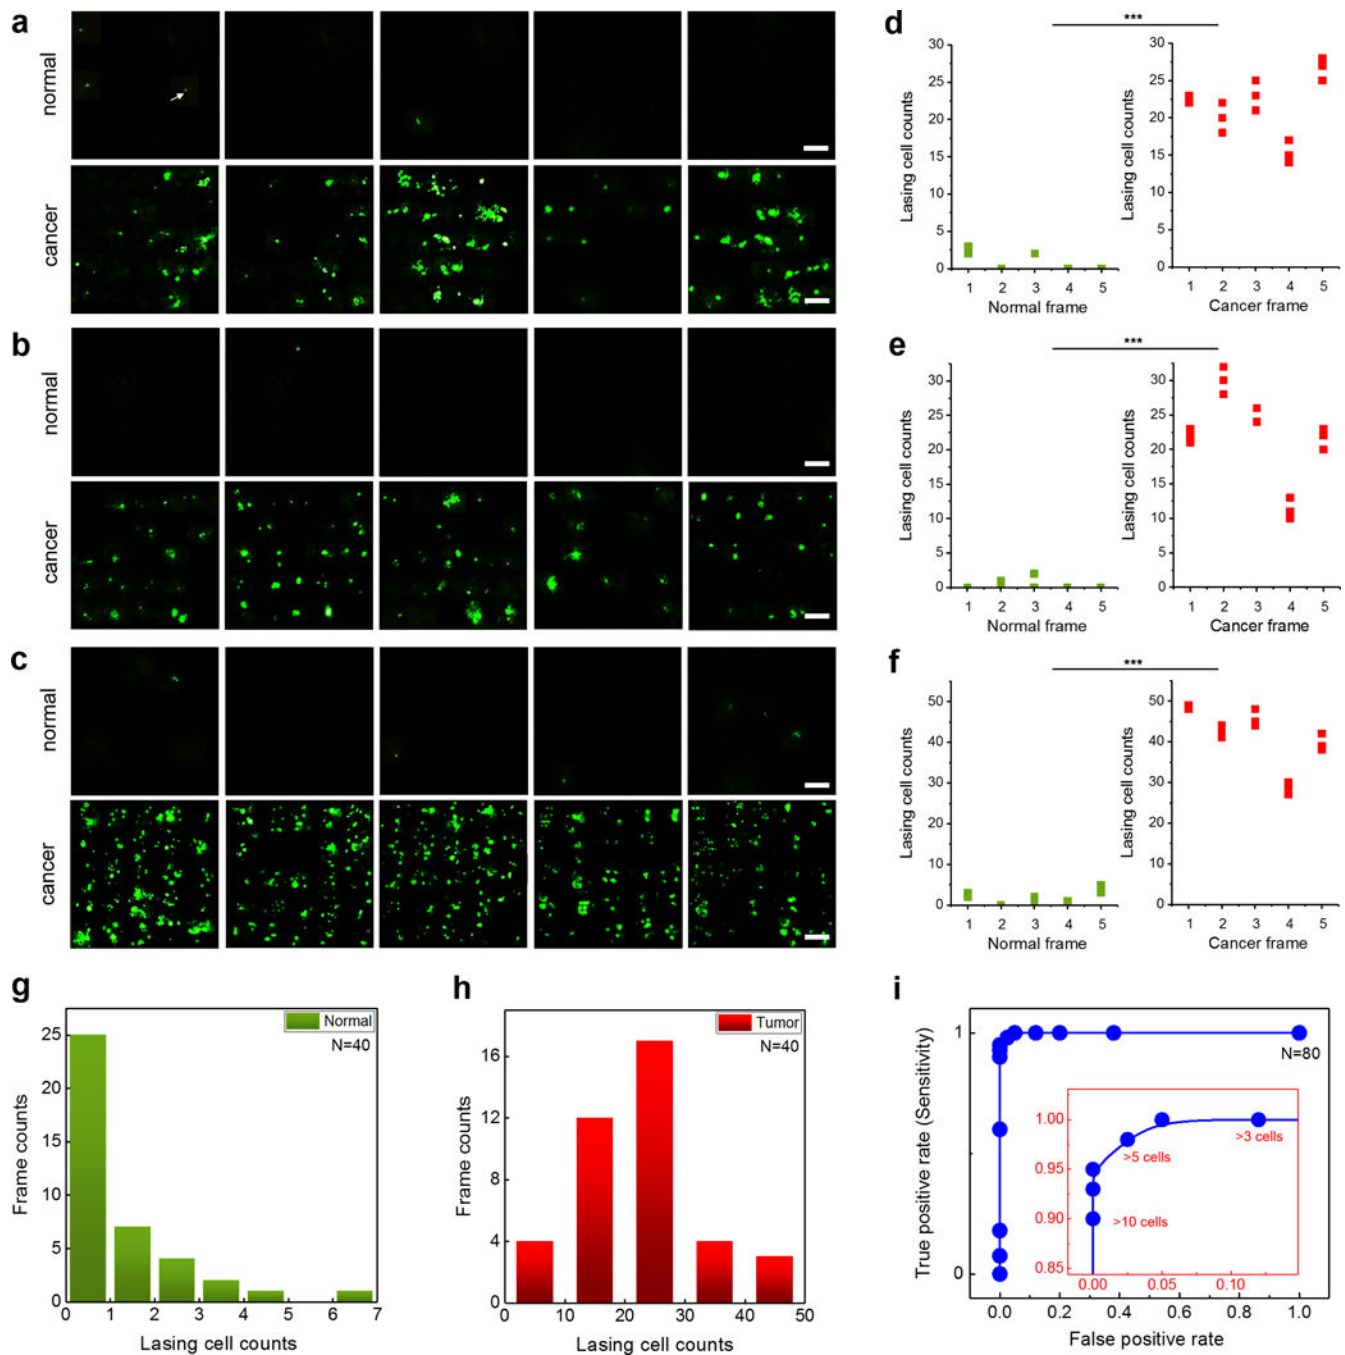 a
normal
cancer
b
normal
cancer
c
normal
cancer
d
***
Lasing cell counts
30
25
20
15
10
5
0
1 2 3 4 5
Normal frame
Lasing cell counts
30
25
20
15
10
5
0
1 2 3 4 5
Cancer frame
e
***
Lasing cell counts
30
25
20
15
10
5
0
1 2 3 4 5
Normal frame
Lasing cell counts
30
25
20
15
10
5
0
1 2 3 4 5
Cancer frame
f
***
Lasing cell counts
50
40
30
20
10
0
1 2 3 4 5
Normal frame
Lasing cell counts
50
40
30
20
10
0
1 2 3 4 5
Cancer frame
g
Normal
N=40
Frame counts
25
20
15
10
5
0
0 1 2 3 4 5 6 7
Lasing cell counts
h
Tumor
N=40
Frame counts
16
12
8
4
0
0 10 20 30 40 50
Lasing cell counts
i
True positive rate (Sensitivity)
1
0
N=80
1.00
0.95
0.90
0.85
>3 cells
>5 cells
>10 cells
0.00 0.05 0.10
0.0 0.2 0.4 0.6 0.8 1.0
False positive rate